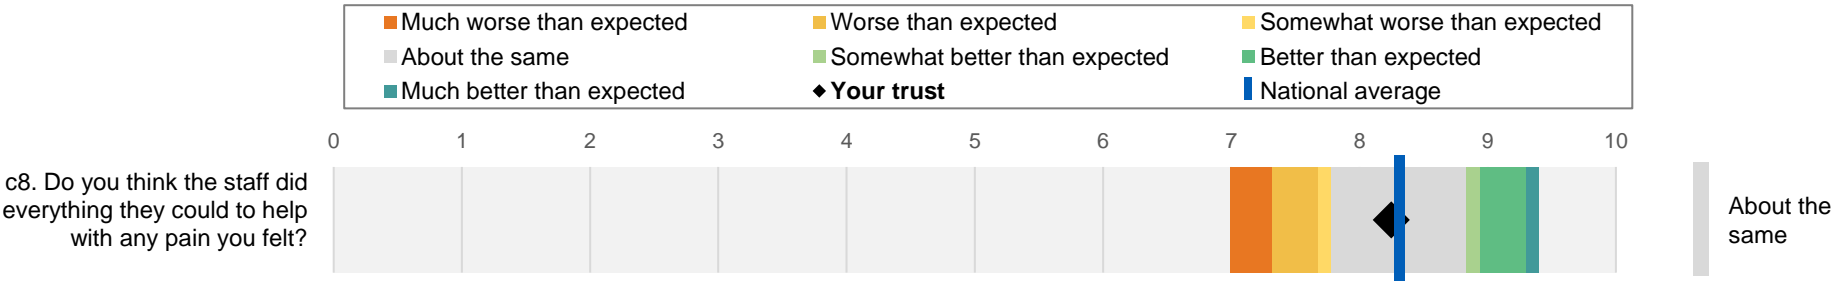 Much worse than expected Worse than expected Somewhat worse than expected
About the same Somewhat better than expected Better than expected
Much better than expected Your trust National average
0 1 2 3 4 5 6 7 8 9 10
c8. Do you think the staff did
everything they could to help
with any pain you felt?
About the
same